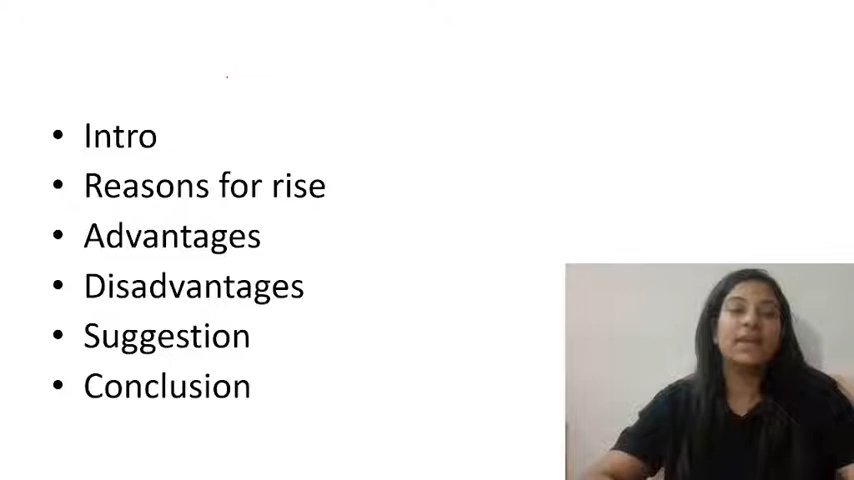 • Intro
• Reasons for rise
• Advantages
• Disadvantages
• Suggestion
• Conclusion